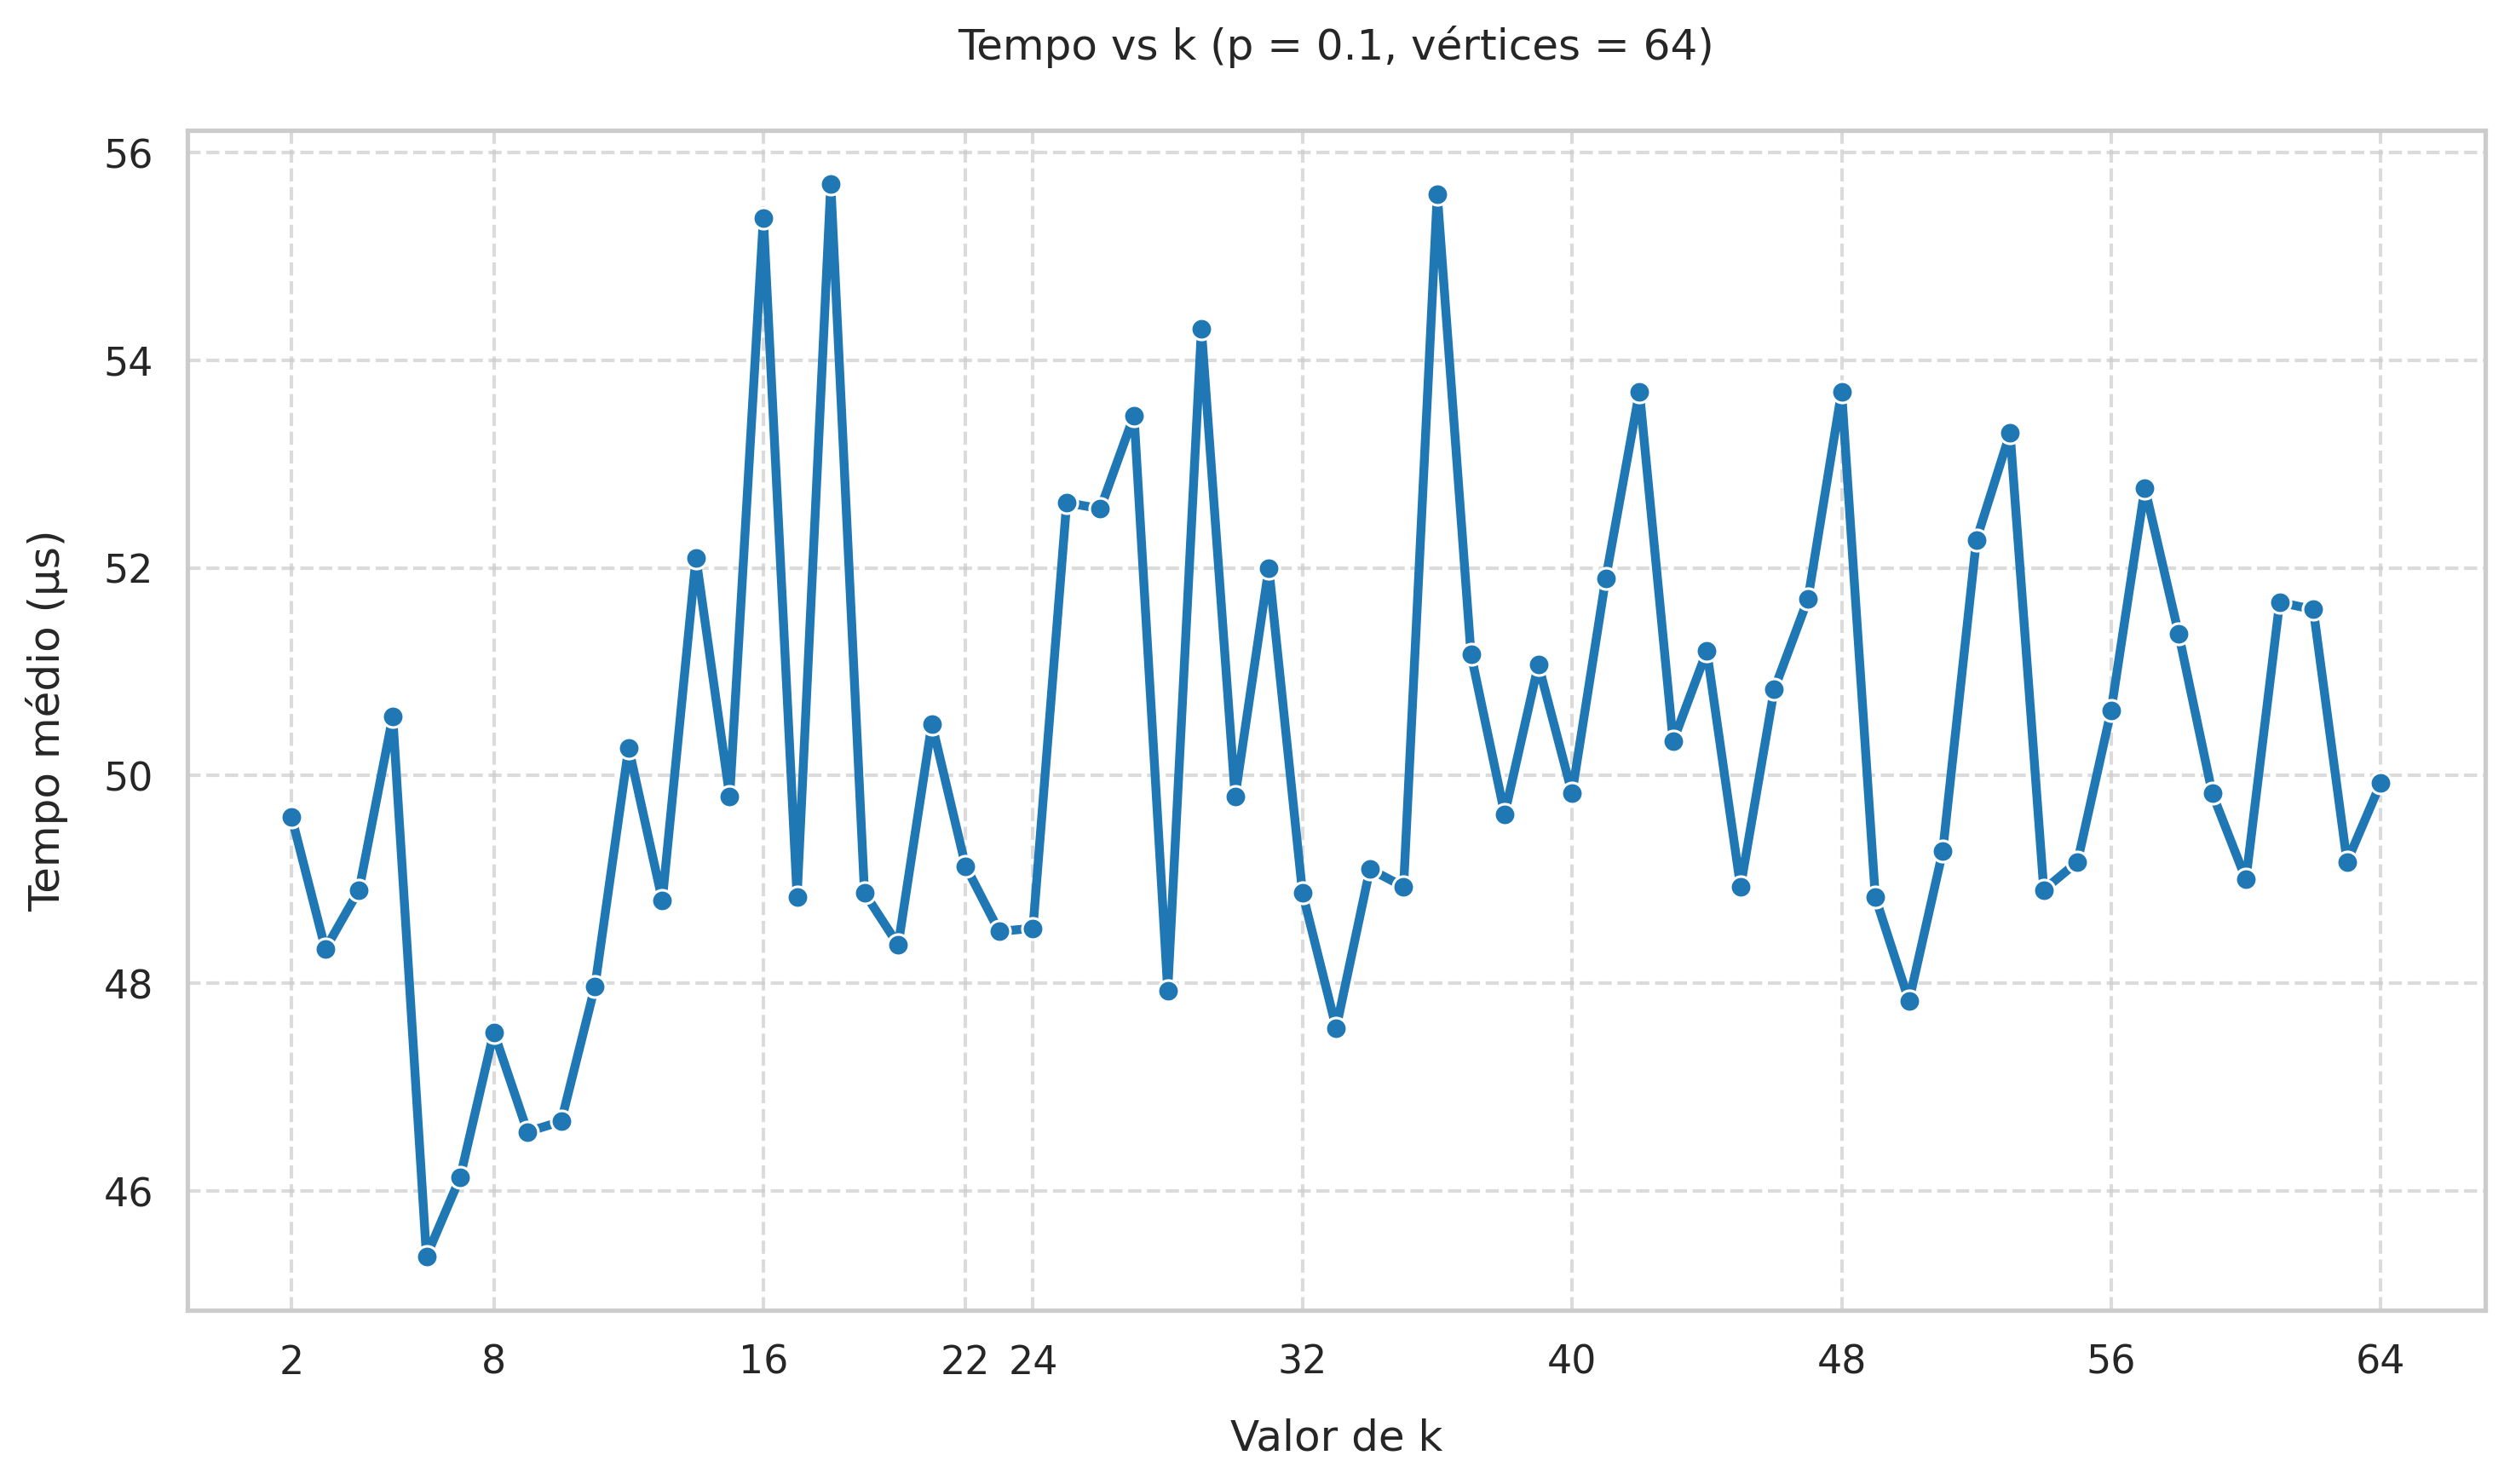 Tempo vs k (p = 0.1, vértices = 64)
56
54
52
50
48
46
Tempo médio (µs)
2 8 16 22 24 32 40 48 56 64
Valor de k